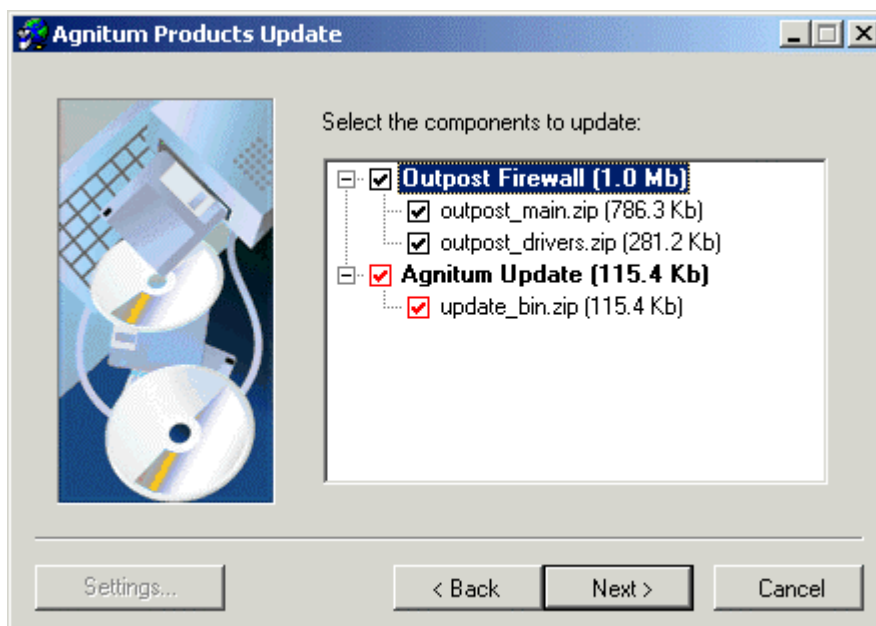 Agnitum Products Update
Select the components to update:
Outpost Firewall (1.0 Mb)
outpost_main.zip (786.3 Kb)
outpost_drivers.zip (281.2 Kb)
Agnitum Update (115.4 Kb)
update_bin.zip (115.4 Kb)
Settings...
< Back
Next >
Cancel